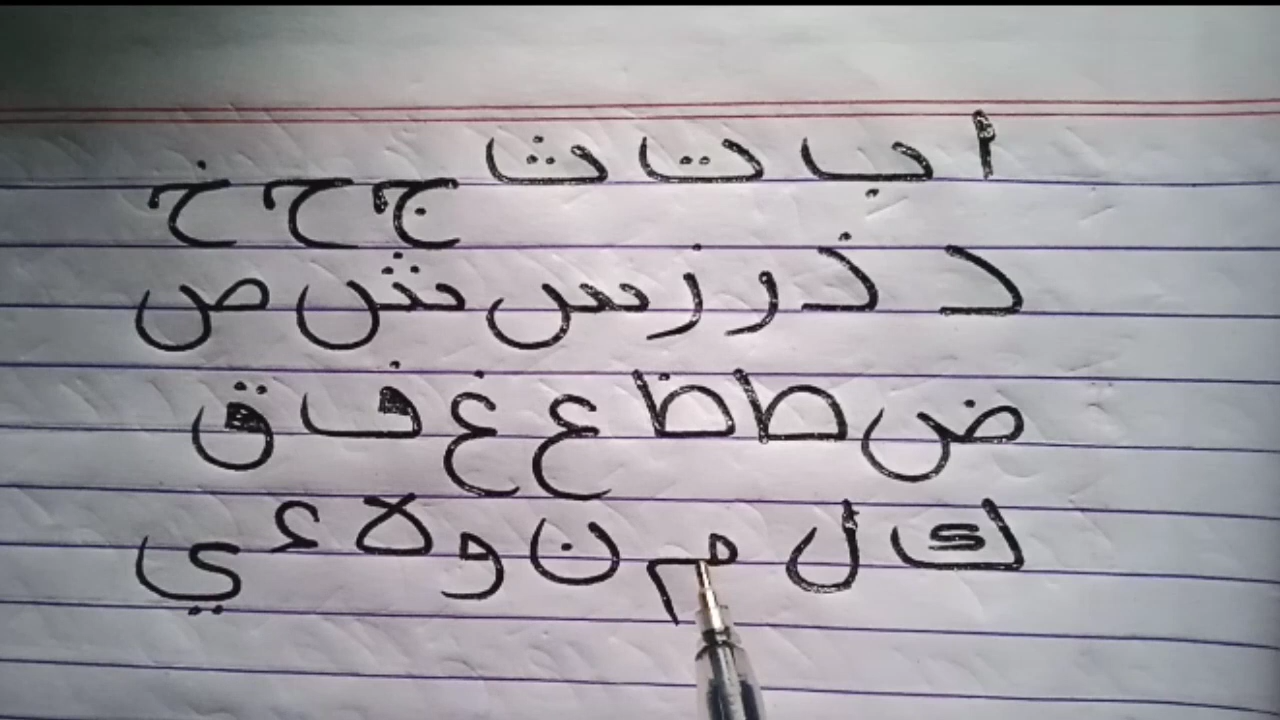 ا ب ت ث ج ح خ
د ذ ر ز س ش ص
ض ط ظ ع غ ف ق
ك ل م ن و لا ء ي